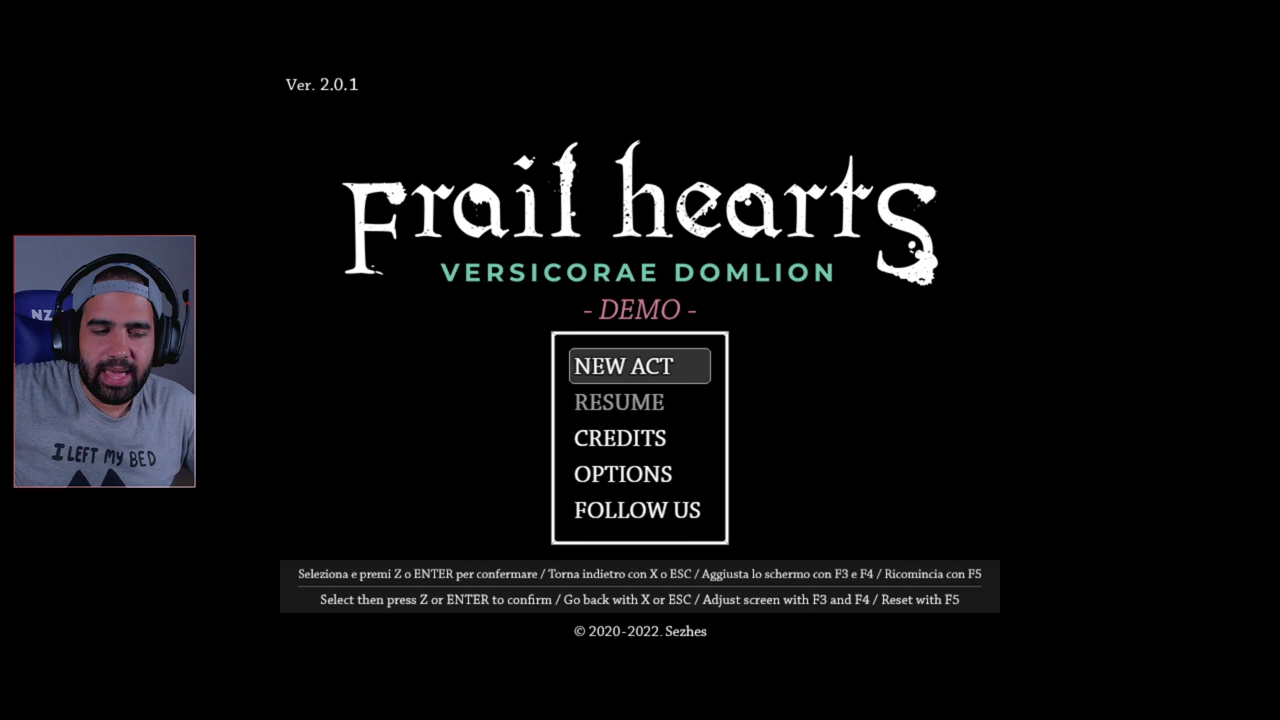 Ver. 2.0.1
Frail hearts
VERSICORAE DOMLION
- DEMO -
NEW ACT
RESUME
CREDITS
OPTIONS
FOLLOW US
NZ
I LEFT MY BED
Seleziona e premi Z o ENTER per confermare / Torna indietro con X o ESC / Aggiusta lo schermo con F3 e F4 / Ricomincia con F5
Select then press Z or ENTER to confirm / Go back with X or ESC / Adjust screen with F3 and F4 / Reset with F5
© 2020-2022. Sezhes